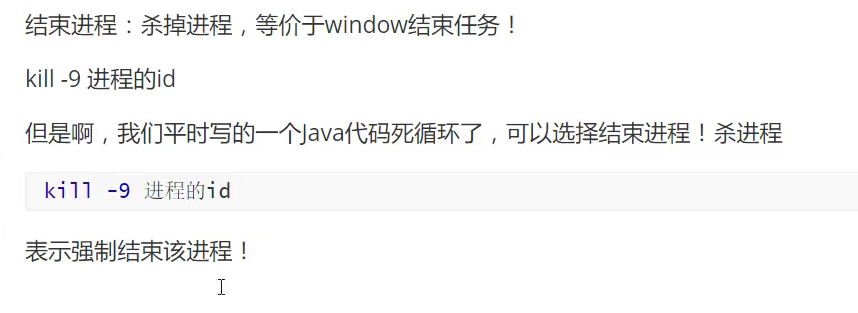 结束进程：杀掉进程，等价于window结束任务！
kill -9 进程的id
但是啊，我们平时写的一个Java代码死循环了，可以选择结束进程！杀进程
kill -9 进程的id
表示强制结束该进程！